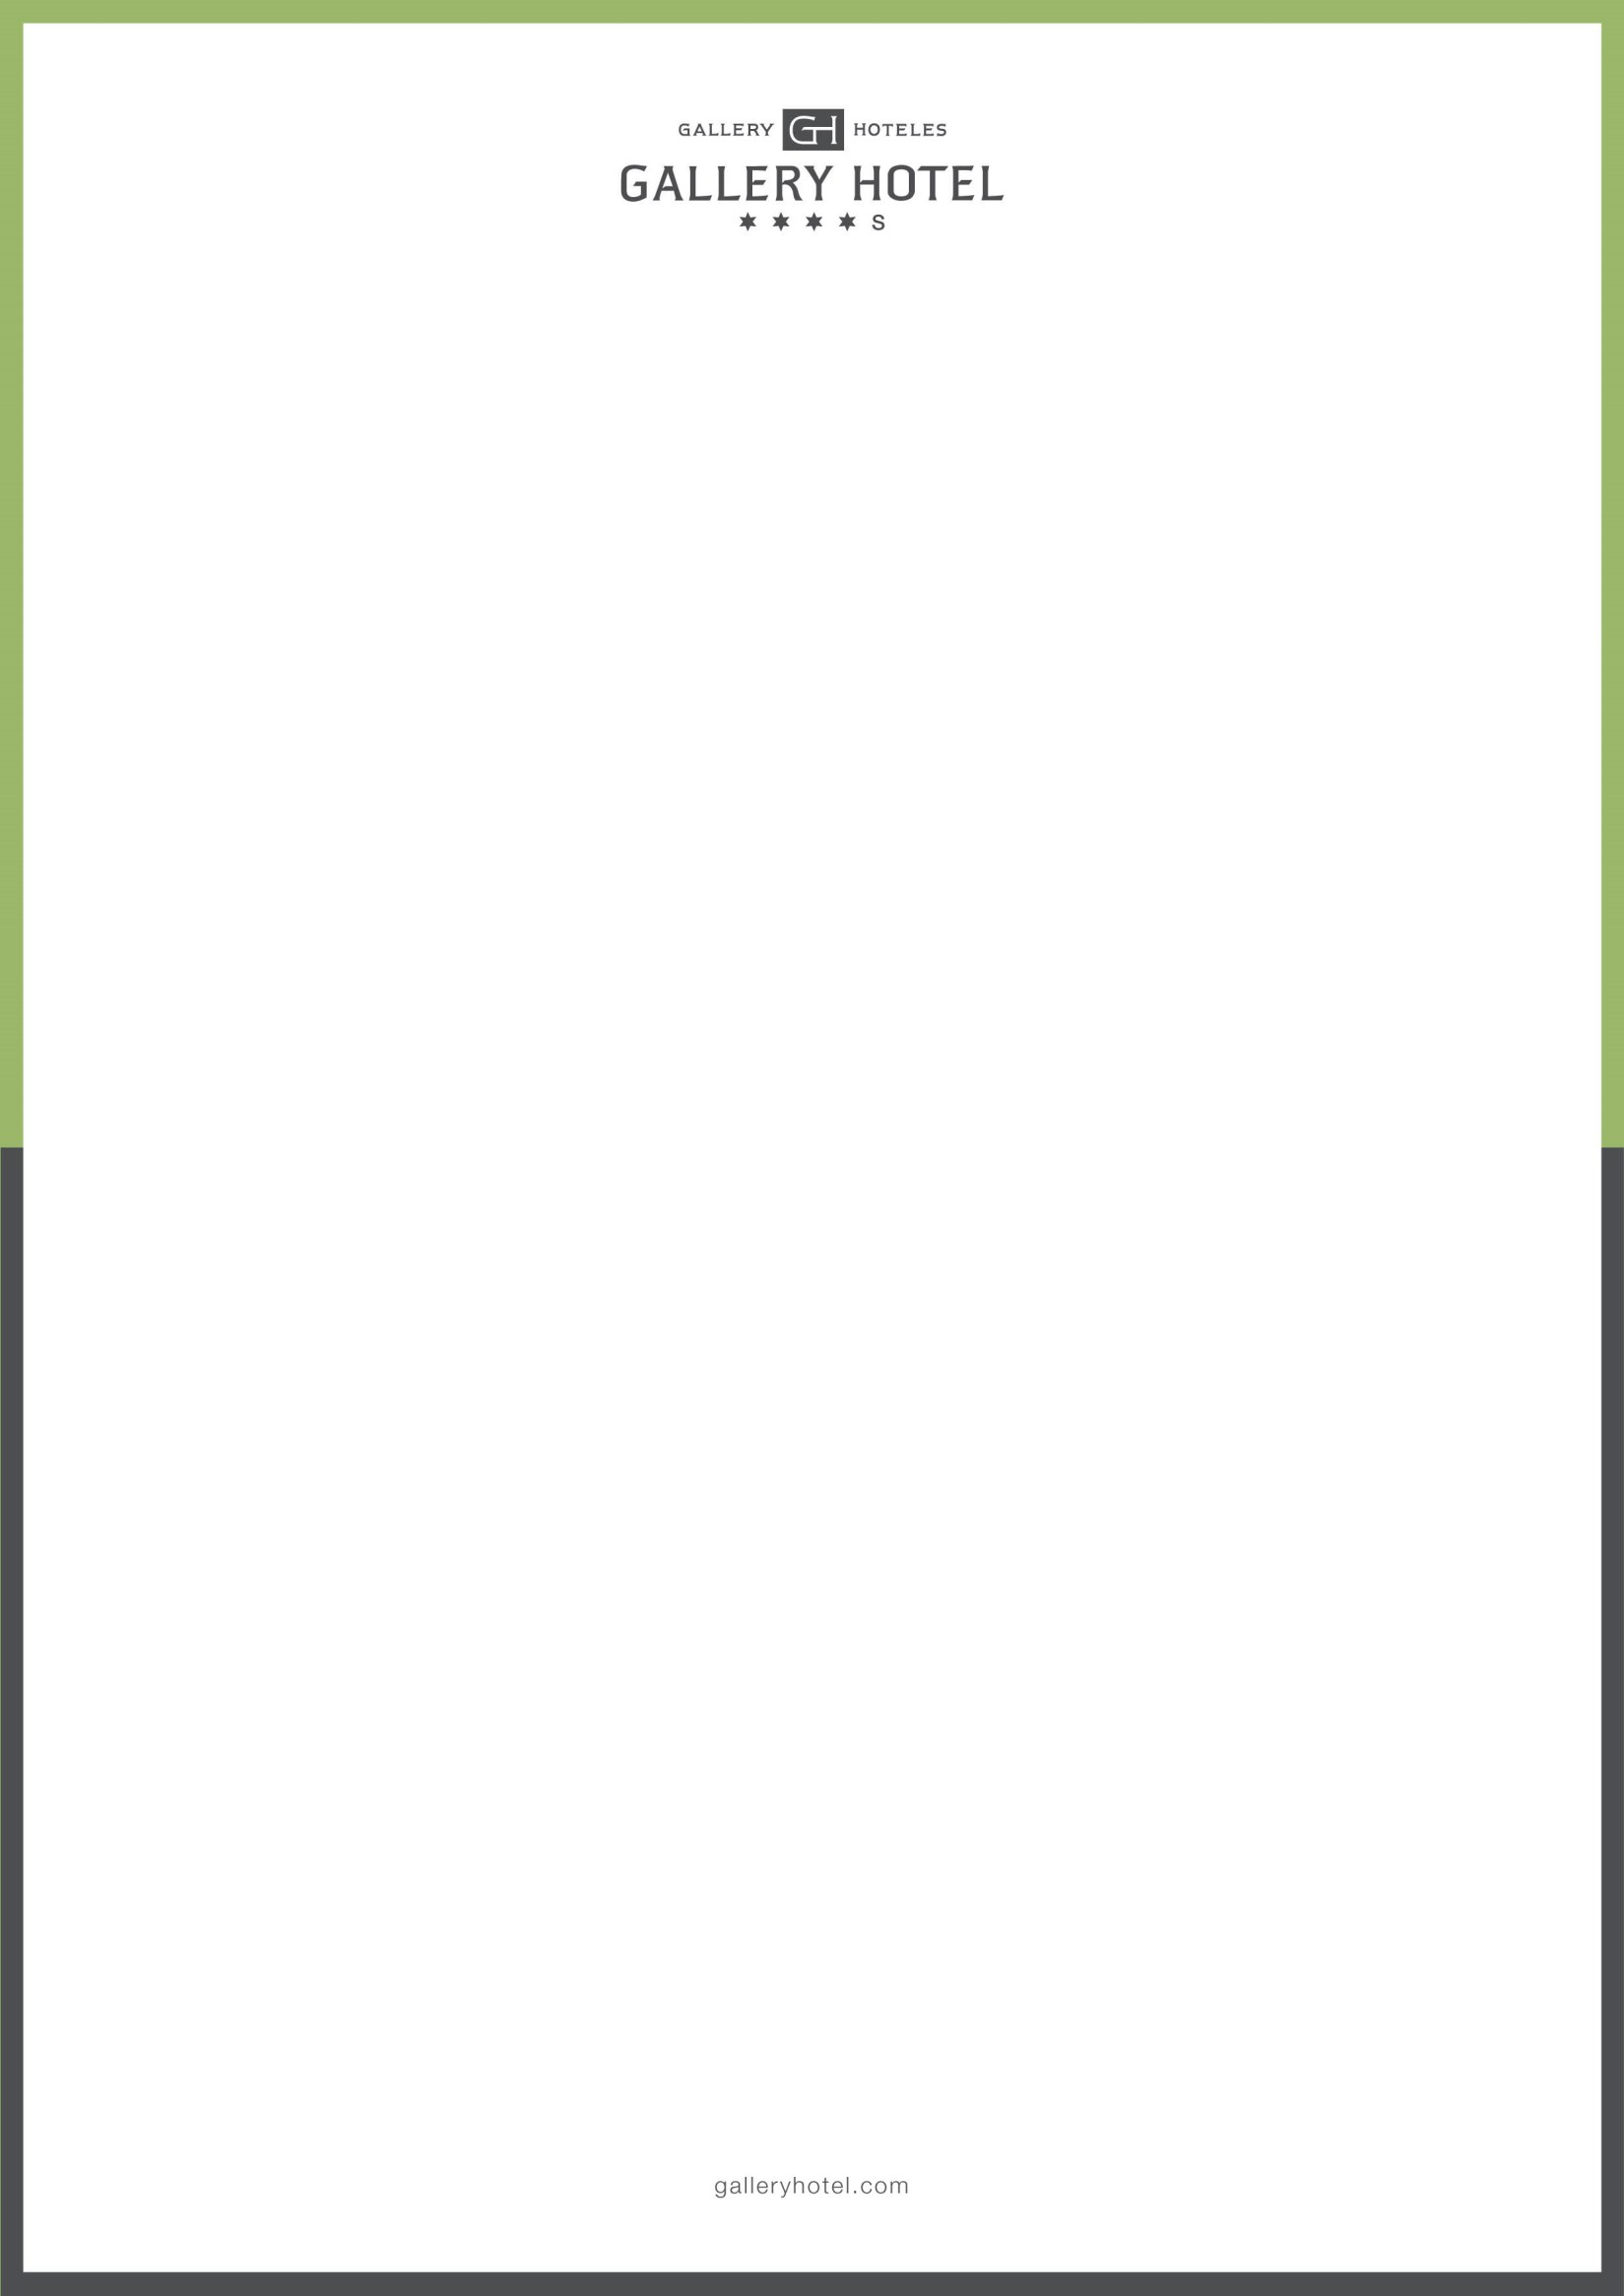 GALLERY GH HOTELES
GALLERY HOTEL
★ ★ ★ ★ S
galleryhotel.com